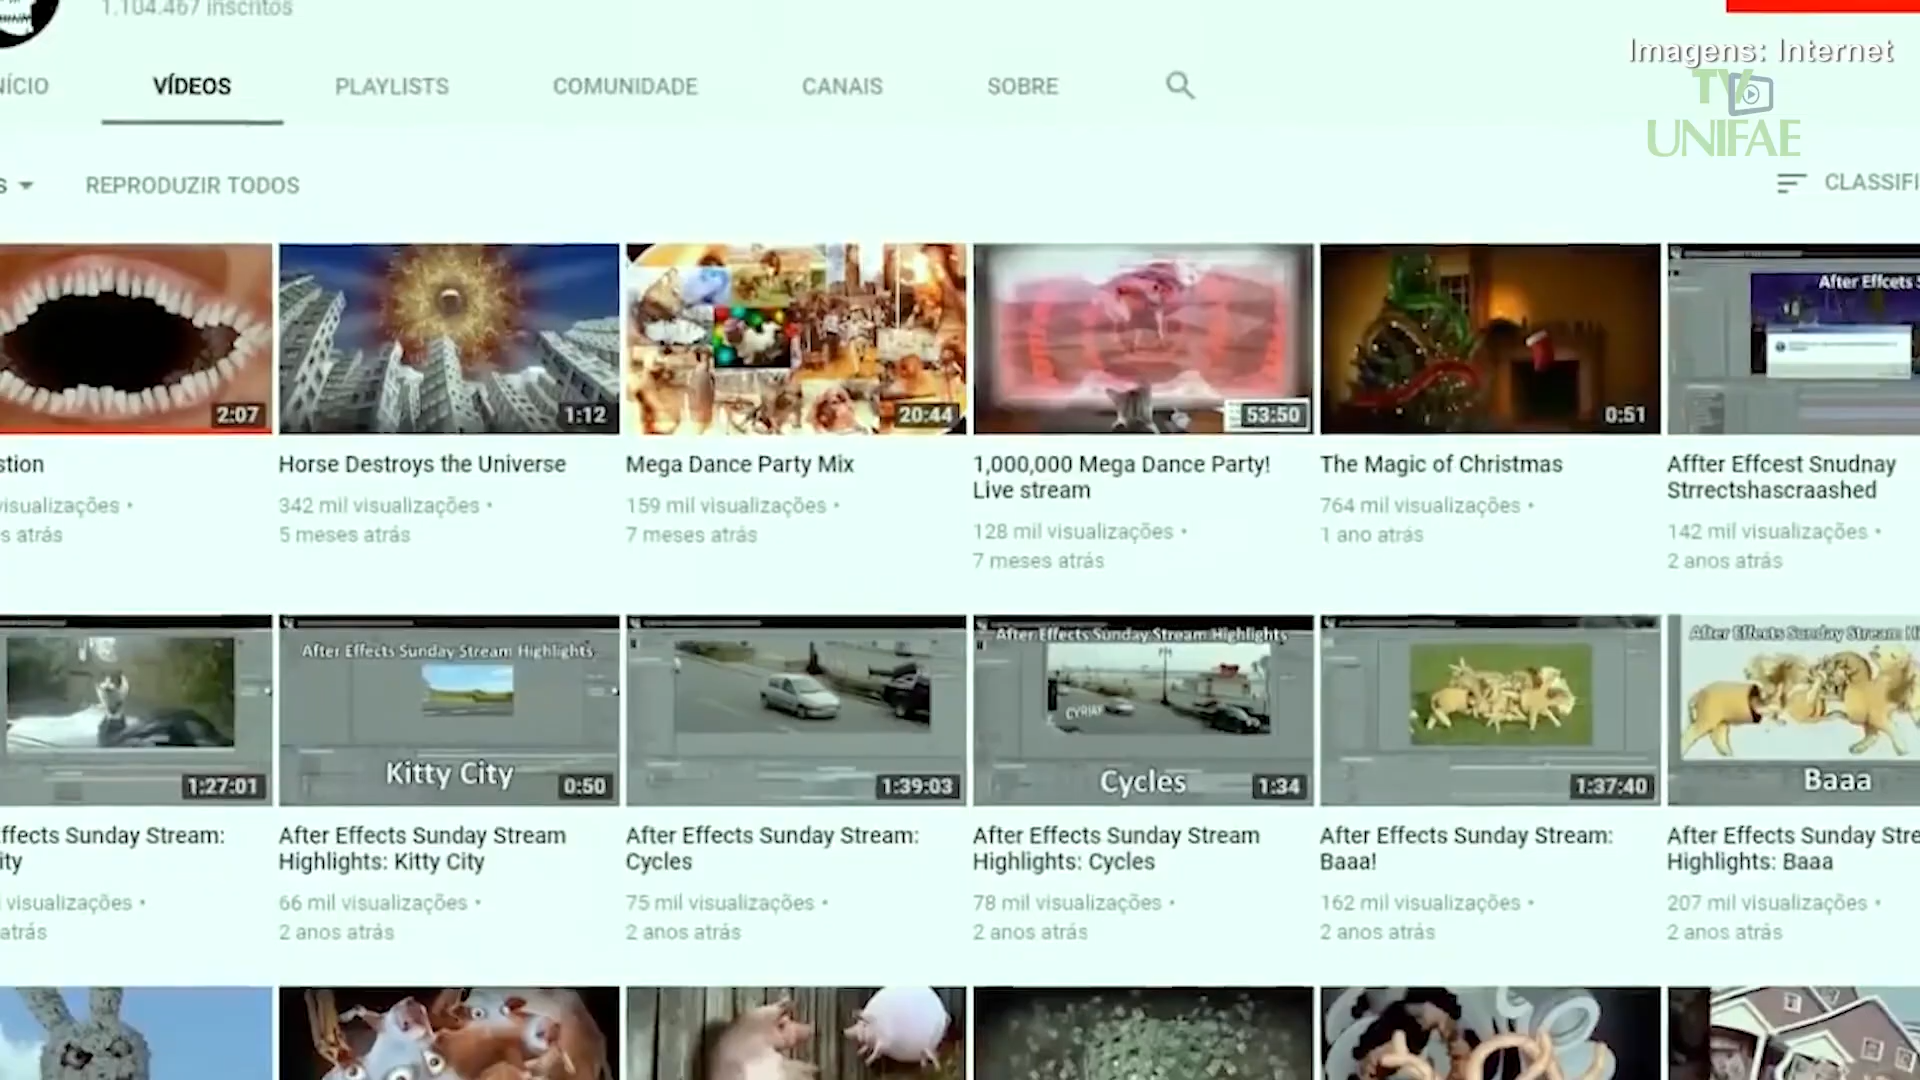 1.104.467 inscritos
Imagens: Internet
NÍCIO VÍDEOS PLAYLISTS COMUNIDADE CANAIS SOBRE
TV
UNIFAE
S REPRODUZIR TODOS CLASSIFI
After Effcets S
2:07 1:12 20:44 53:50 0:51
stion
visualizações •
s atrás
Horse Destroys the Universe
342 mil visualizações •
5 meses atrás
Mega Dance Party Mix
159 mil visualizações •
7 meses atrás
1,000,000 Mega Dance Party!
Live stream
128 mil visualizações •
7 meses atrás
The Magic of Christmas
764 mil visualizações •
1 ano atrás
Affter Effcest Snudnay
Strrectshascraashed
142 mil visualizações •
2 anos atrás
1:27:01
After Effects Sunday Stream Highlights
Kitty City 0:50
1:39:03
After Effects Sunday Stream Highlights
CYRIAK
Cycles 1:34
1:37:40
After Effects Sunday Stream Hi
Baaa
ffects Sunday Stream:
ity
visualizações •
atrás
After Effects Sunday Stream
Highlights: Kitty City
66 mil visualizações •
2 anos atrás
After Effects Sunday Stream:
Cycles
75 mil visualizações •
2 anos atrás
After Effects Sunday Stream
Highlights: Cycles
78 mil visualizações •
2 anos atrás
After Effects Sunday Stream:
Baaa!
162 mil visualizações •
2 anos atrás
After Effects Sunday Stre
Highlights: Baaa
207 mil visualizações •
2 anos atrás